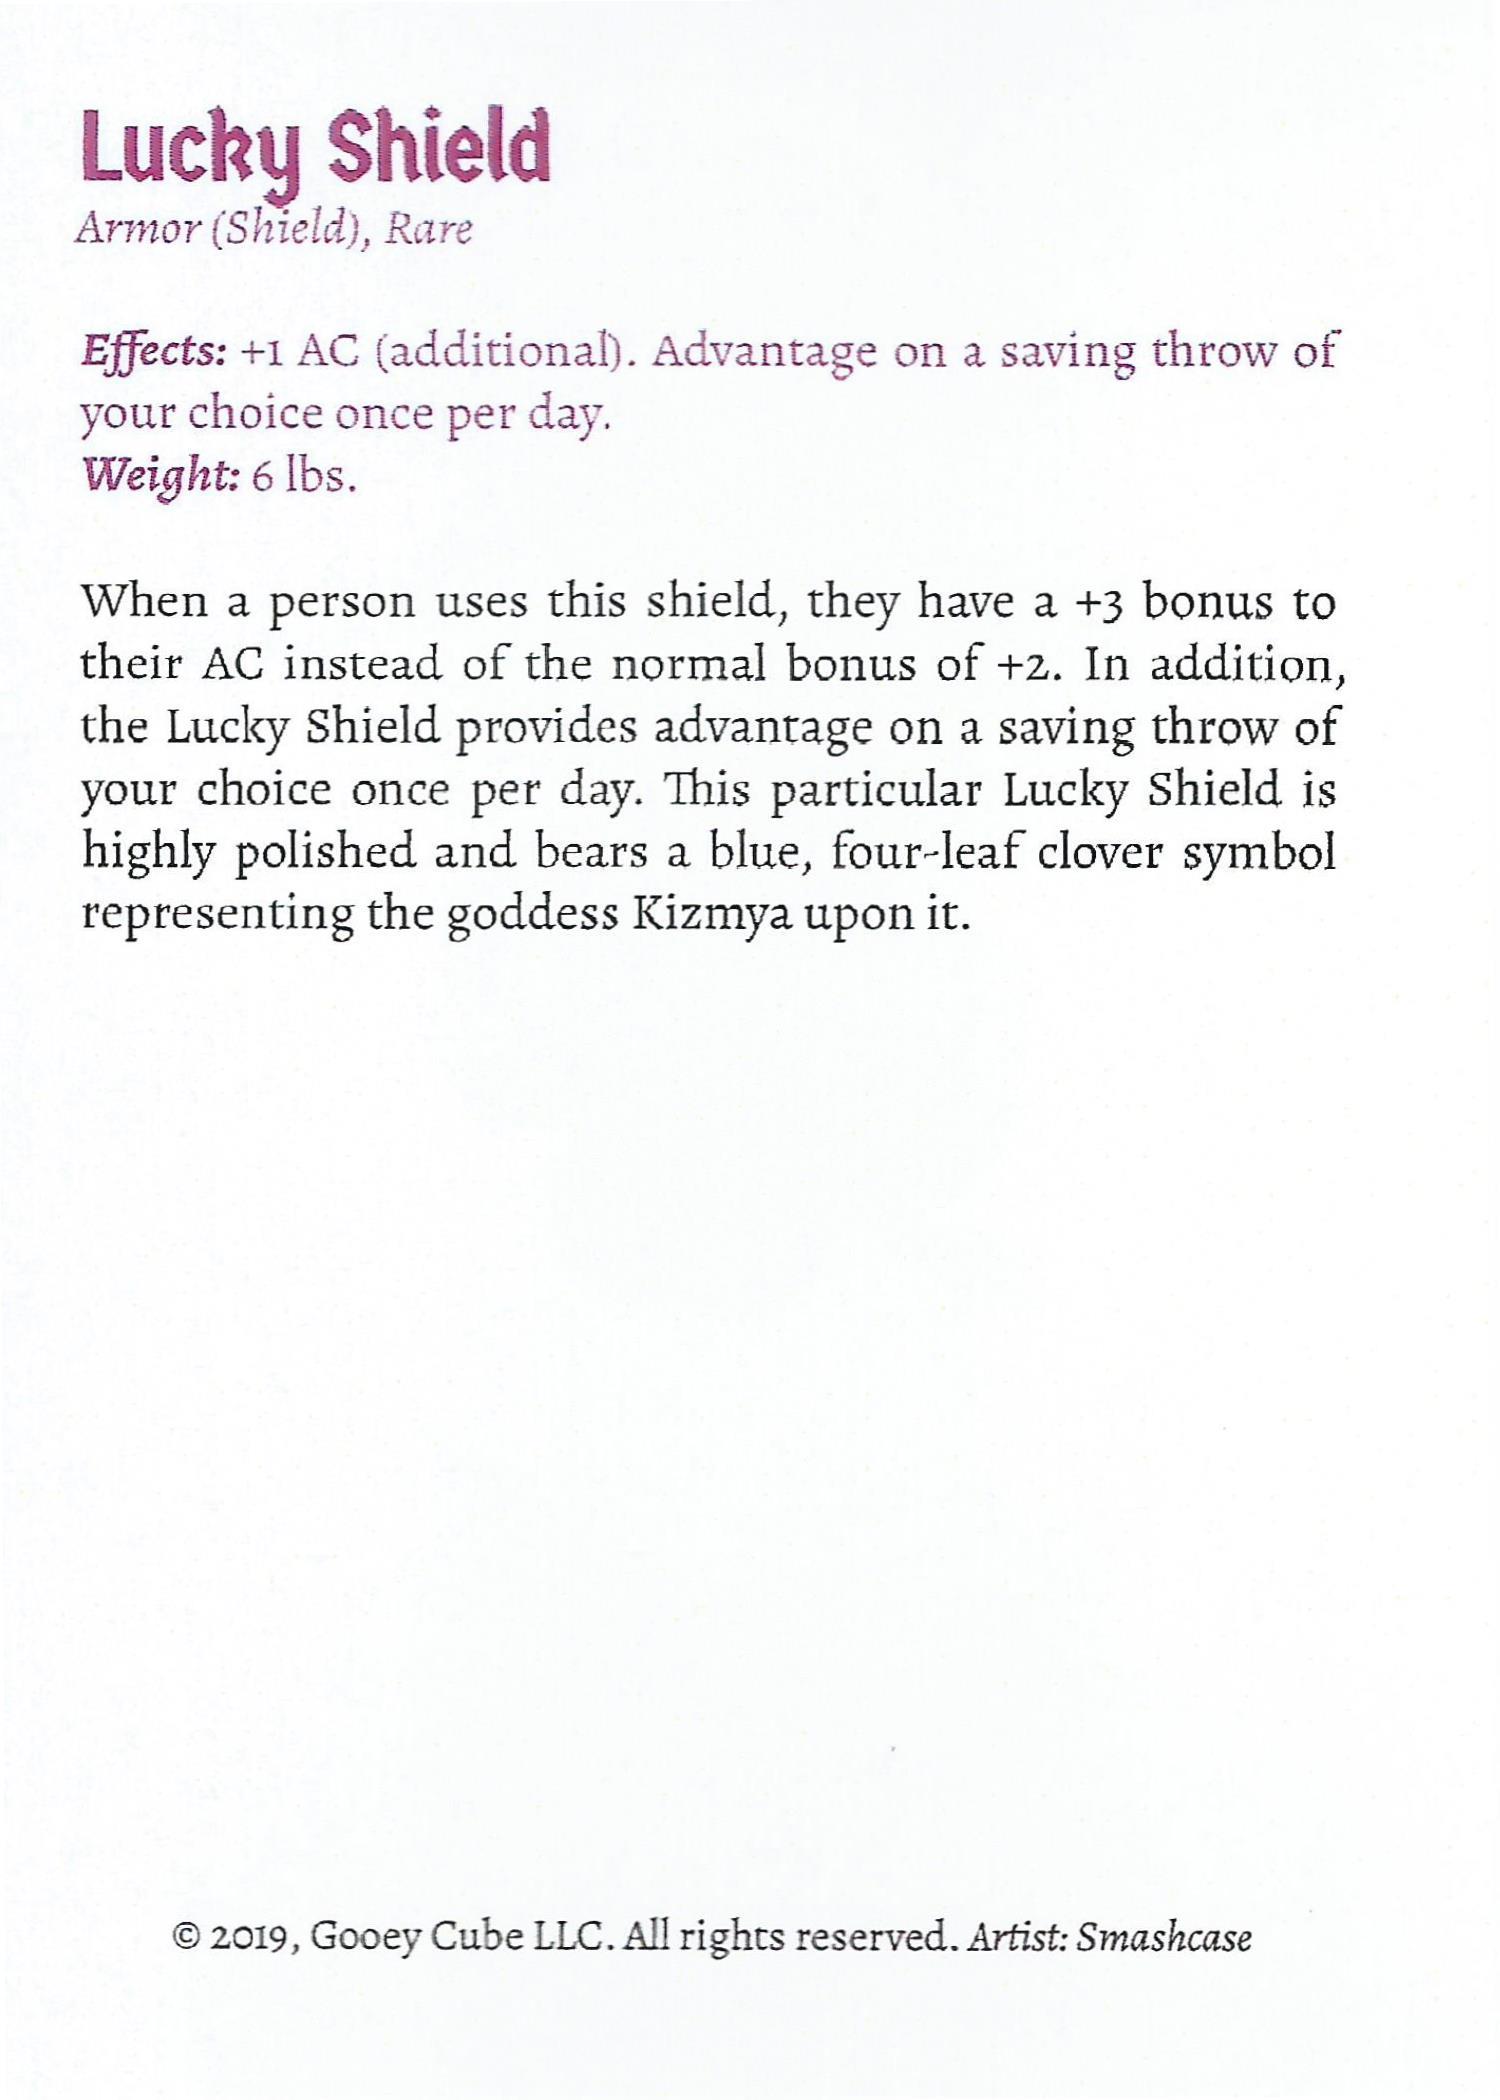 Lucky Shield
Armor (Shield), Rare
Effects: +1 AC (additional). Advantage on a saving throw of
your choice once per day.
Weight: 6 lbs.
When a person uses this shield, they have a +3 bonus to
their AC instead of the normal bonus of +2. In addition,
the Lucky Shield provides advantage on a saving throw of
your choice once per day. This particular Lucky Shield is
highly polished and bears a blue, four-leaf clover symbol
representing the goddess Kizmya upon it.
© 2019, Gooey Cube LLC. All rights reserved. Artist: Smashcase